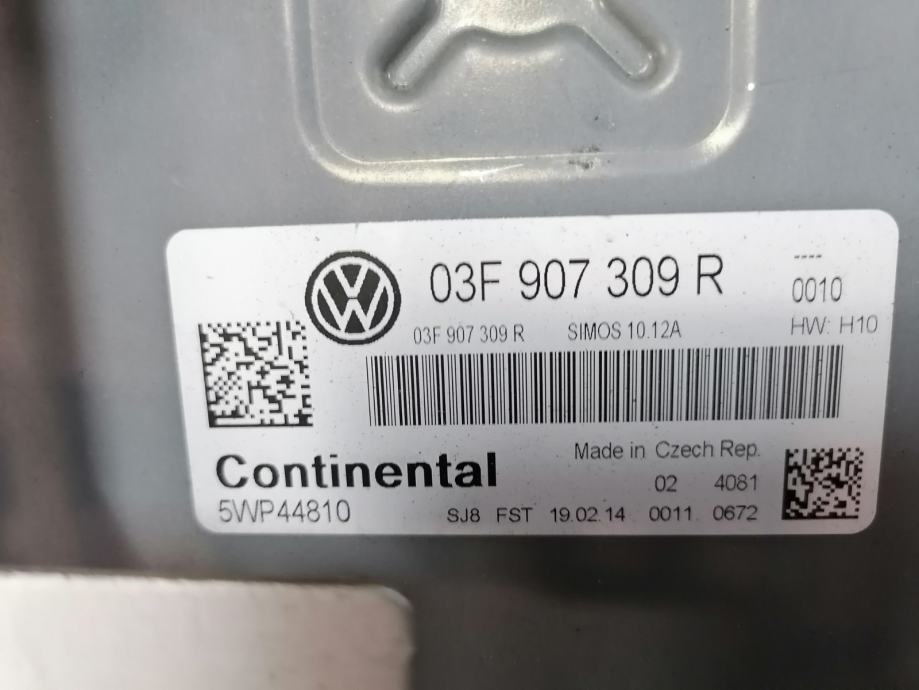 03F 907 309 R
----
0010
03F 907 309 R SIMOS 10.12A HW: H10
Continental
Made in Czech Rep.
5WP44810
02 4081
SJ8 FST 19.02.14 0011 0672